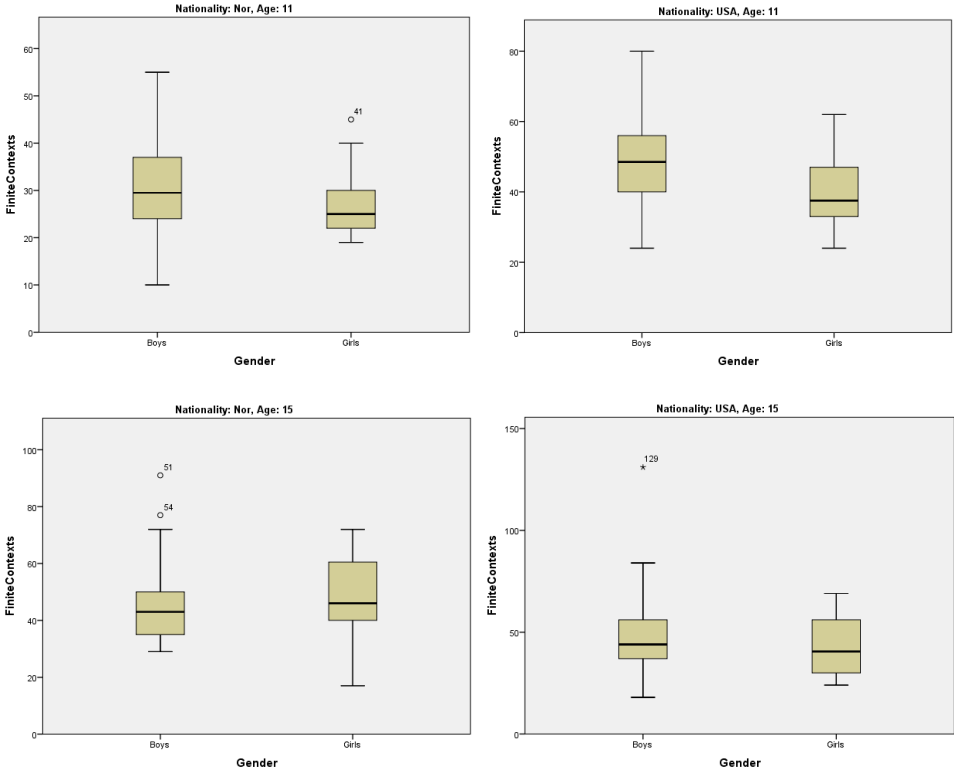 Nationality: Nor, Age: 11
FiniteContexts
60
50
40
30
20
10
0
41
Boys
Girls
Gender
Nationality: USA, Age: 11
FiniteContexts
80
60
40
20
0
Boys
Girls
Gender
Nationality: Nor, Age: 15
FiniteContexts
100
80
60
40
20
0
51
54
Boys
Girls
Gender
Nationality: USA, Age: 15
FiniteContexts
150
100
50
0
129
Boys
Girls
Gender